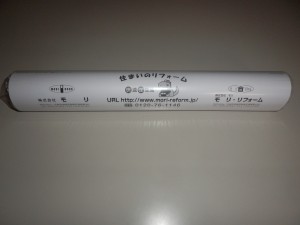 住まいのリフォーム
URL http://www.mori-reform.jp/
株式会社 モリ
モリ・リフォーム